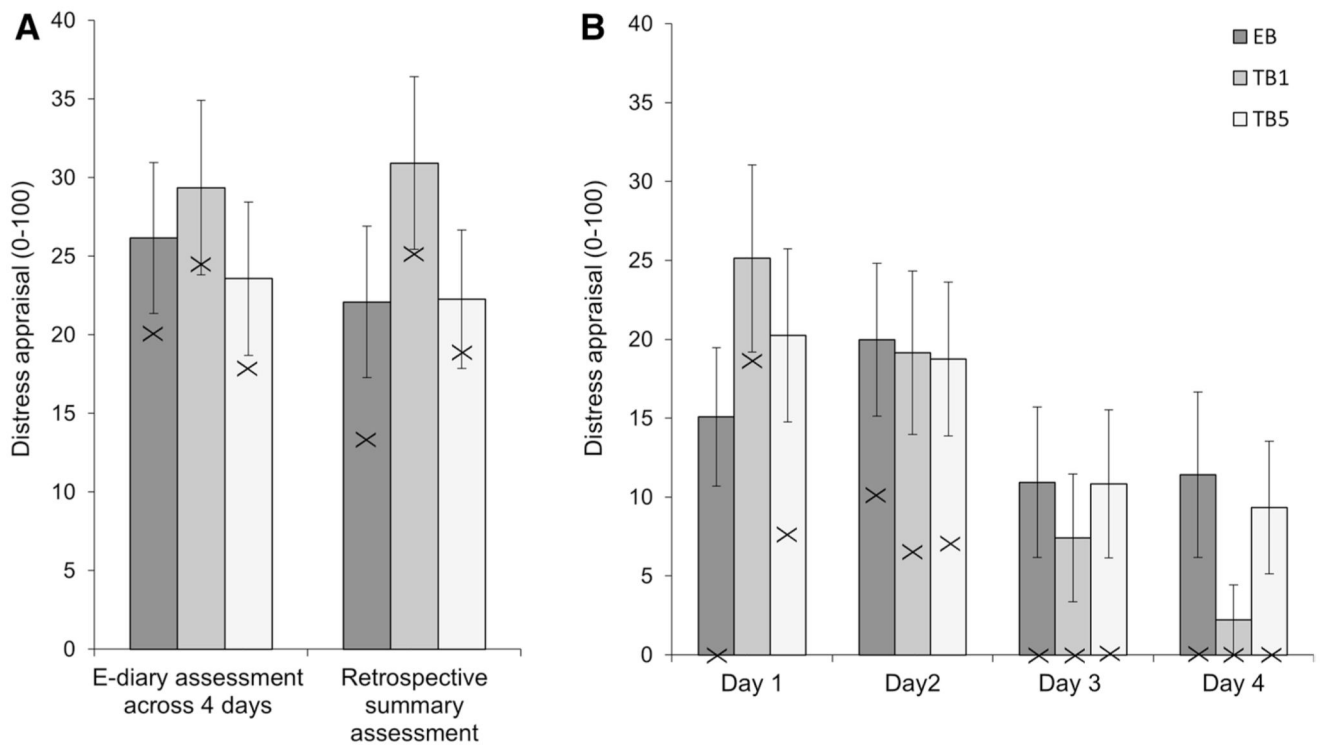 A
Distress appraisal (0-100)
40
35
30
25
20
15
10
5
0
E-diary assessment
across 4 days
Retrospective
summary
assessment
B
Distress appraisal (0-100)
40
35
30
25
20
15
10
5
0
Day 1
Day2
Day 3
Day 4
EB
TB1
TB5